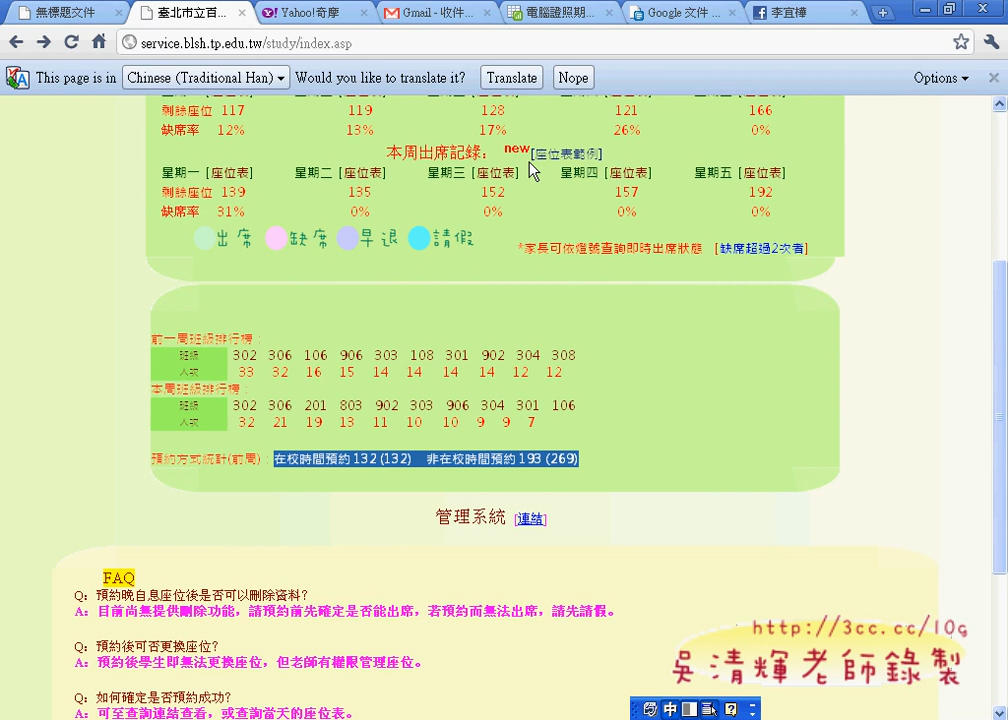 無標題文件
臺北市立百...
Yahoo!奇摩
Gmail - 收件...
電腦證照期...
Google 文件 ...
李宜樺
service.blsh.tp.edu.tw/study/index.asp
This page is in Chinese (Traditional Han) Would you like to translate it? Translate Nope Options
剩餘座位 117 119 128 121 166
缺席率 12% 13% 17% 26% 0%
本周出席記錄： new[座位表範例]
星期一 [座位表] 星期二 [座位表] 星期三 [座位表] 星期四 [座位表] 星期五 [座位表]
剩餘座位 139 135 152 157 192
缺席率 31% 0% 0% 0% 0%
出席 缺席 早退 請假
*家長可依燈號查詢即時出席狀態 [缺席超過2次者]
前一周班級排行榜：
班級 302 306 106 906 303 108 301 902 304 308
人次 33 32 16 15 14 14 14 14 12 12
本周班級排行榜：
班級 302 306 201 803 902 303 906 304 301 106
人次 32 21 19 13 11 10 10 9 9 7
預約方式統計(前周)： 在校時間預約 132 (132) 非在校時間預約 193 (269)
管理系統 [連結]
FAQ
Q：預約晚自息座位後是否可以刪除資料？
A：目前尚無提供刪除功能，請預約前先確定是否能出席，若預約而無法出席，請先請假。
Q：預約後可否更換座位？
A：預約後學生即無法更換座位，但老師有權限管理座位。
Q：如何確定是否預約成功？
A：可至查詢連結查看，或查詢當天的座位表。
http://3cc.cc/10g
吳清輝老師錄製
中